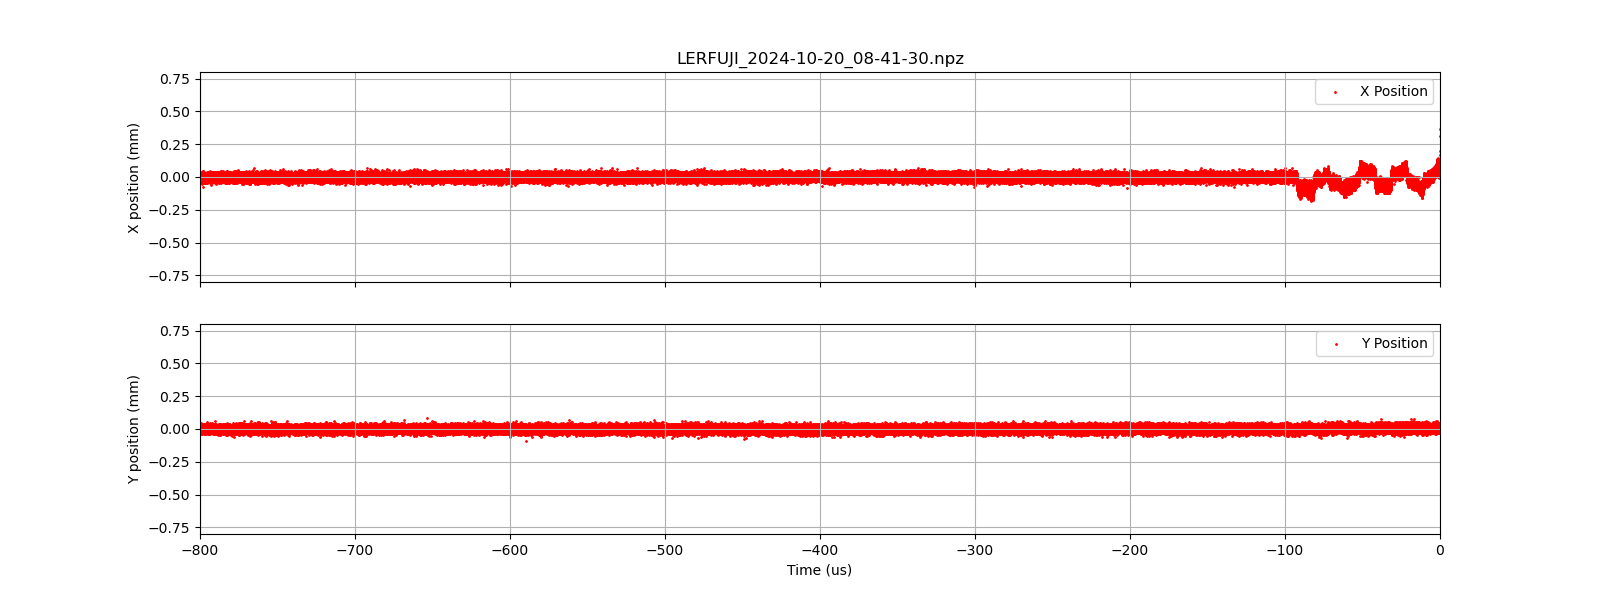 LERFUJI_2024-10-20_08-41-30.npz
0.75
0.50
0.25
0.00
−0.25
−0.50
−0.75
X position (mm)
X Position
0.75
0.50
0.25
0.00
−0.25
−0.50
−0.75
Y position (mm)
Y Position
−800 −700 −600 −500 −400 −300 −200 −100 0
Time (us)